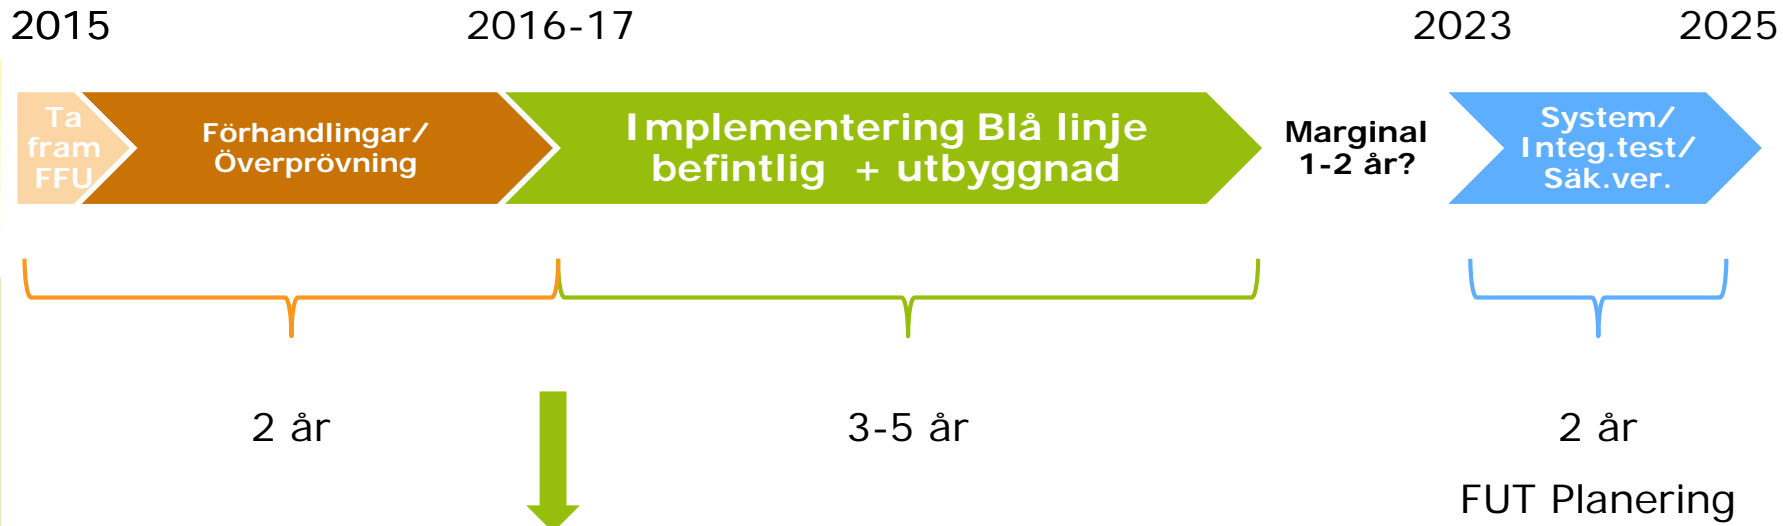 2015 2016-17 2023 2025
Ta
fram
FFU
Förhandlingar/
Överprövning
Implementering Blå linje
befintlig + utbyggnad
Marginal
1-2 år?
System/
Integ.test/
Säk.ver.
2 år 3-5 år 2 år
FUT Planering